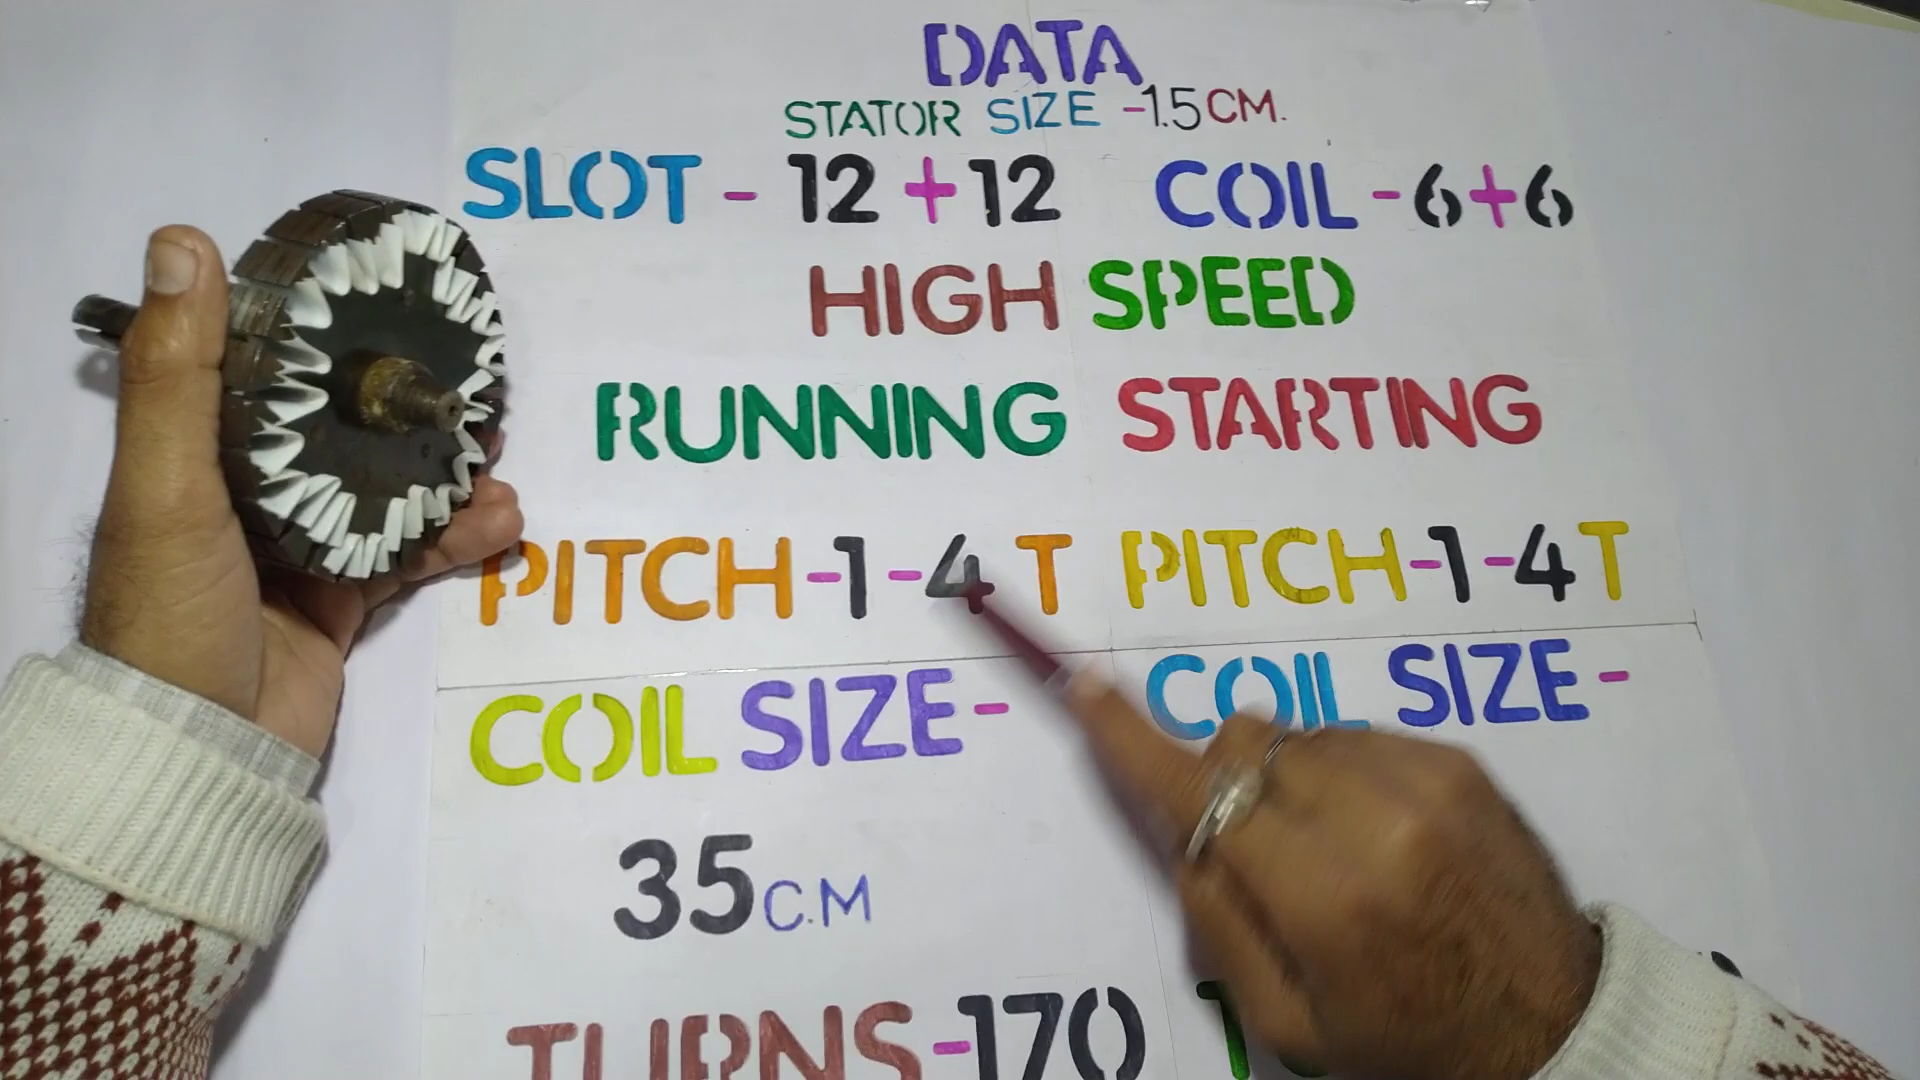 DATA
STATOR SIZE -1.5CM.
SLOT - 12+12 COIL -6+6
HIGH SPEED
RUNNING STARTING
PITCH-1-4 T PITCH-1-4 T
COIL SIZE- COIL SIZE-
35C.M
TURNS-170